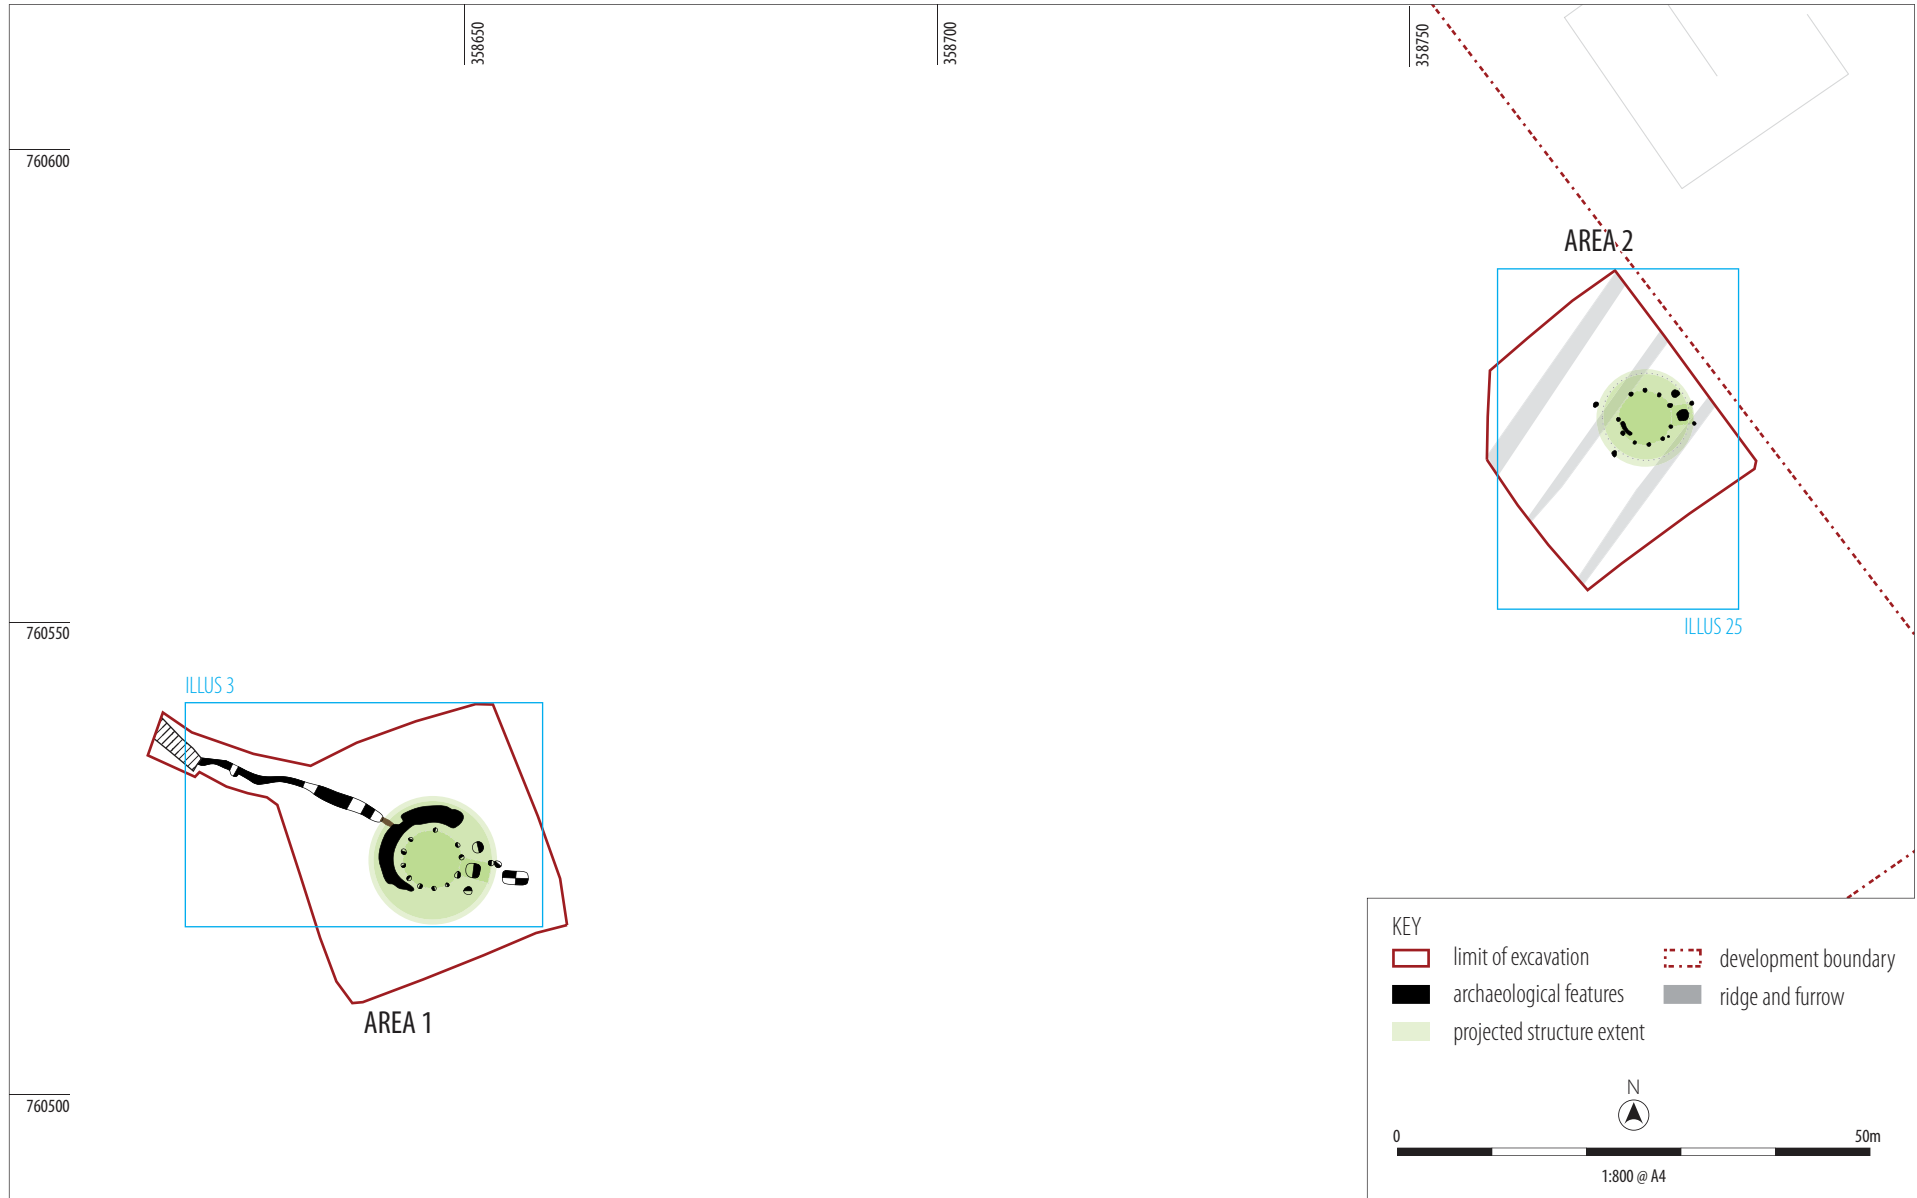 358650
358700
358750
760600
AREA 2
760550
ILLUS 25
ILLUS 3
AREA 1
KEY
limit of excavation
development boundary
archaeological features
ridge and furrow
projected structure extent
760500
N
0
50m
1:800 @ A4